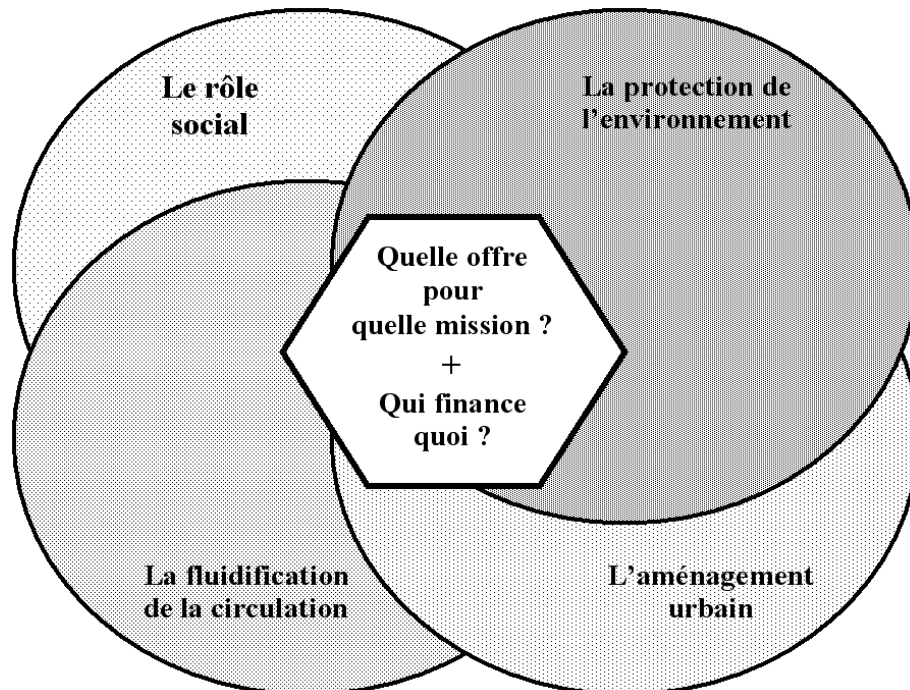 Le rôle
social
La protection de
l’environnement
Quelle offre
pour
quelle mission ?
+
Qui finance
quoi ?
La fluidification
de la circulation
L’aménagement
urbain